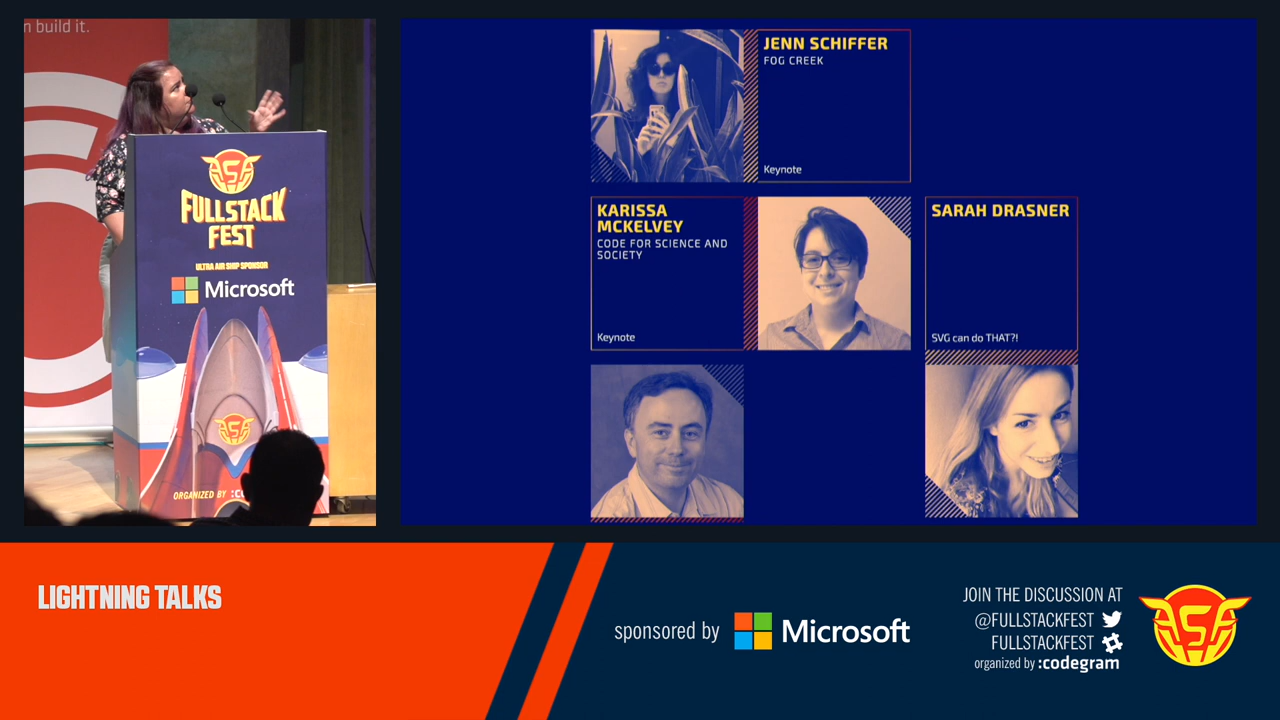 build it.
FULLSTACK
FEST
ULTRA AIR SHIP SPONSOR
Microsoft
ORGANIZED BY
JENN SCHIFFER
FOG CREEK
Keynote
KARISSA
MCKELVEY
CODE FOR SCIENCE AND
SOCIETY
Keynote
SARAH DRASNER
SVG can do THAT?!
LIGHTNING TALKS
sponsored by Microsoft
JOIN THE DISCUSSION AT
@FULLSTACKFEST
FULLSTACKFEST
organized by :codegram